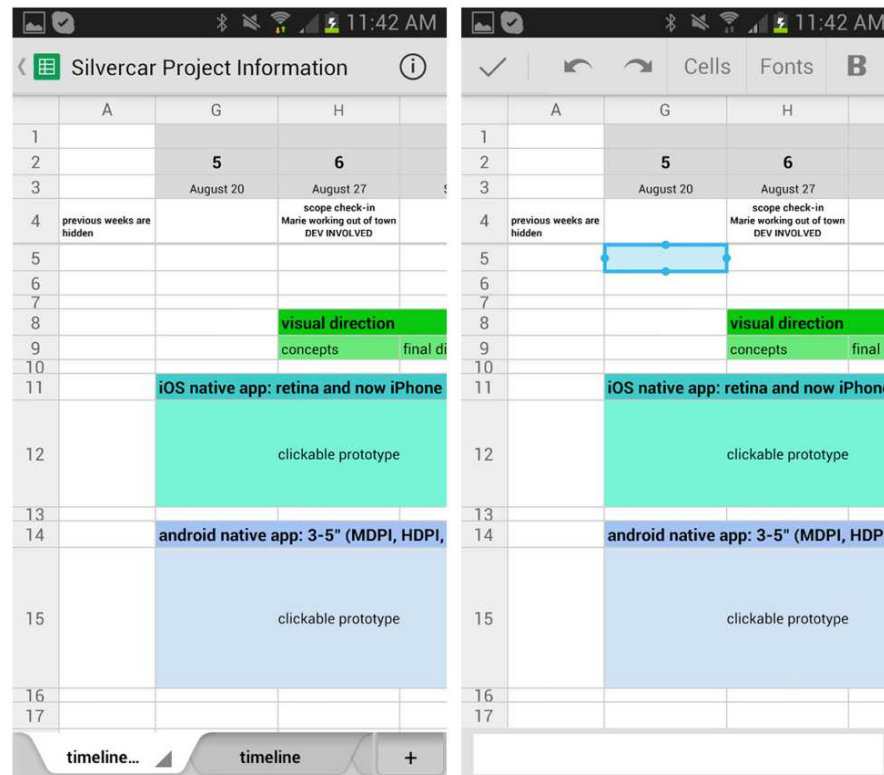 11:42 AM
Silvercar Project Information
A G H
1
2 5 6
3 August 20 August 27
scope check-in
4 previous weeks are hidden Marie working out of town
DEV INVOLVED
5
6
7
8 visual direction
9 concepts final di
10
11 iOS native app: retina and now iPhone
12 clickable prototype
13
14 android native app: 3-5" (MDPI, HDPI,
15 clickable prototype
16
17
timeline... timeline +
11:42 AM
Cells Fonts B
A G H
1
2 5 6
3 August 20 August 27
scope check-in
4 previous weeks are hidden Marie working out of town
DEV INVOLVED
5
6
7
8 visual direction
9 concepts final
10
11 iOS native app: retina and now iPhone
12 clickable prototype
13
14 android native app: 3-5" (MDPI, HDP
15 clickable prototype
16
17